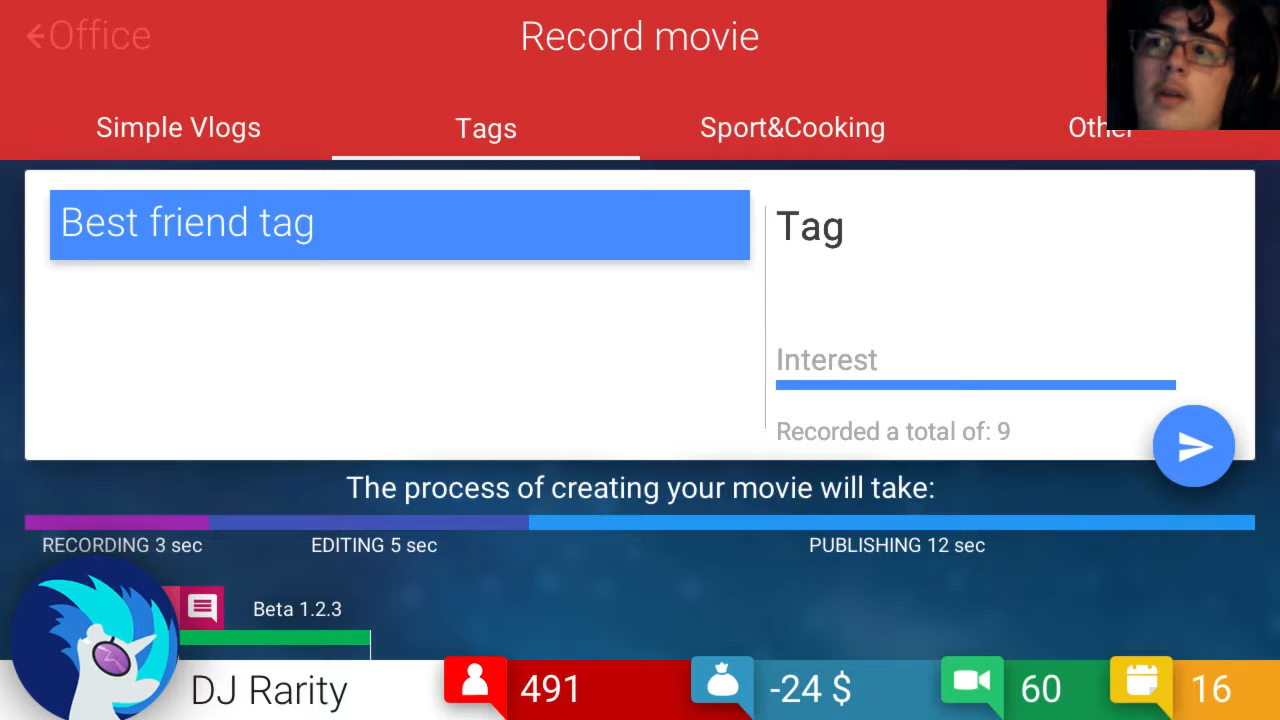 Office
Record movie
Simple Vlogs
Tags
Sport&Cooking
Other
Best friend tag
Tag
Interest
Recorded a total of: 9
The process of creating your movie will take:
RECORDING 3 sec
EDITING 5 sec
PUBLISHING 12 sec
Beta 1.2.3
DJ Rarity
491
-24 $
60
16